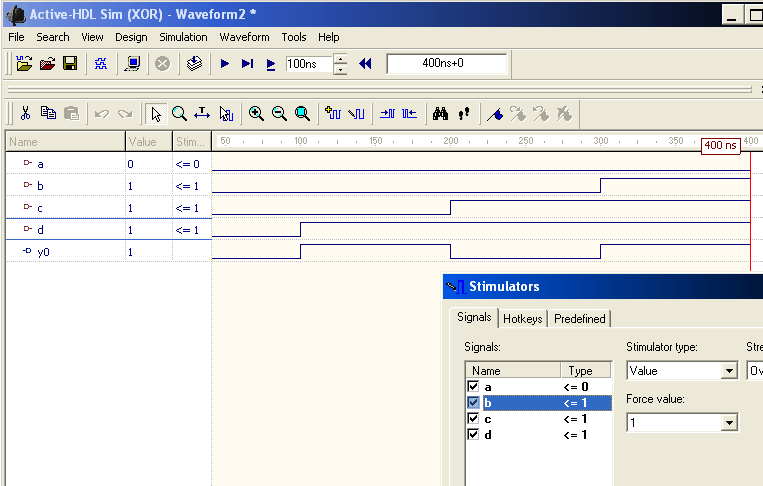 Active-HDL Sim (XOR) - Waveform2 *
File Search View Design Simulation Waveform Tools Help
100ns 400ns+0
Name Value Stim... 50 100 150 200 250 300 350 400
400 ns
a 0 <= 0
b 1 <= 1
c 1 <= 1
d 1 <= 1
y0 1
Stimulators
Signals Hotkeys Predefined
Signals: Stimulator type: Stre
Name Type Value Ov
a <= 0
b <= 1 Force value:
c <= 1 1
d <= 1